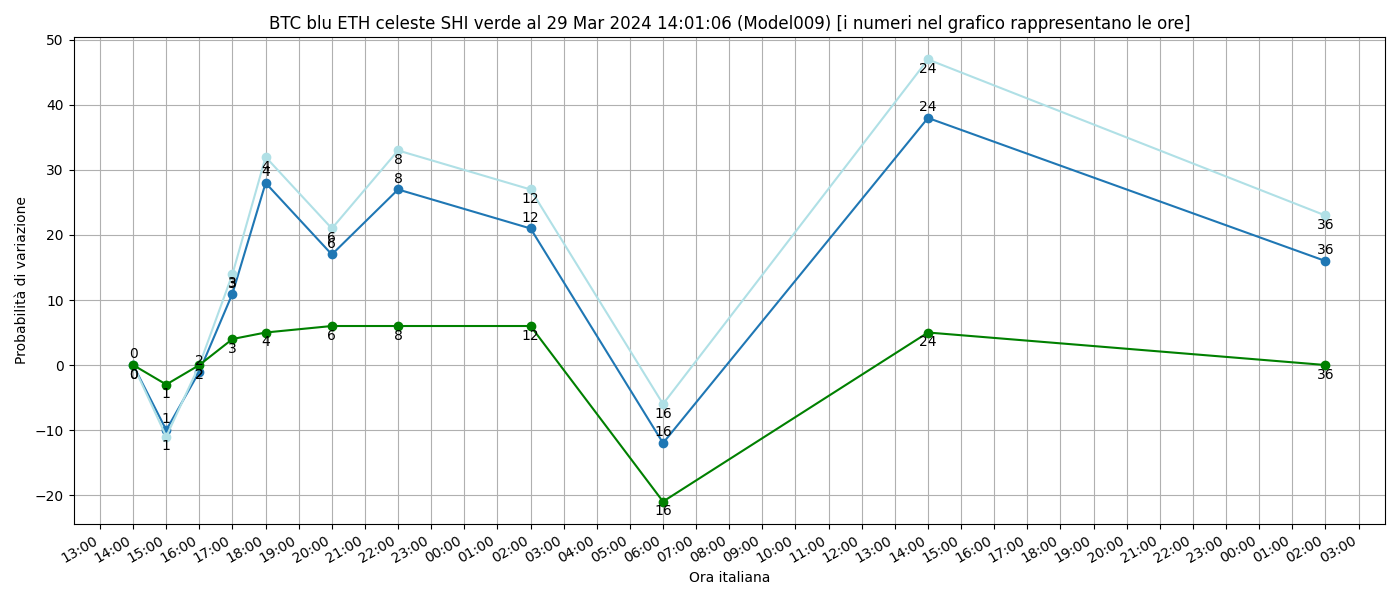 BTC blu ETH celeste SHI verde al 29 Mar 2024 14:01:06 (Model009) [i numeri nel grafico rappresentano le ore]
Probabilità di variazione
50
40
30
20
10
0
−10
−20
0 1 2 3 4 6 8 12 16 24 36
0 1 2 3 4 6 8 12 16 24 36
0 1 2 3 4 6 8 12 16 24 36
13:00 14:00 15:00 16:00 17:00 18:00 19:00 20:00 21:00 22:00 23:00 00:00 01:00 02:00 03:00 04:00 05:00 06:00 07:00 08:00 09:00 10:00 11:00 12:00 13:00 14:00 15:00 16:00 17:00 18:00 19:00 20:00 21:00 22:00 23:00 00:00 01:00 02:00 03:00
Ora italiana